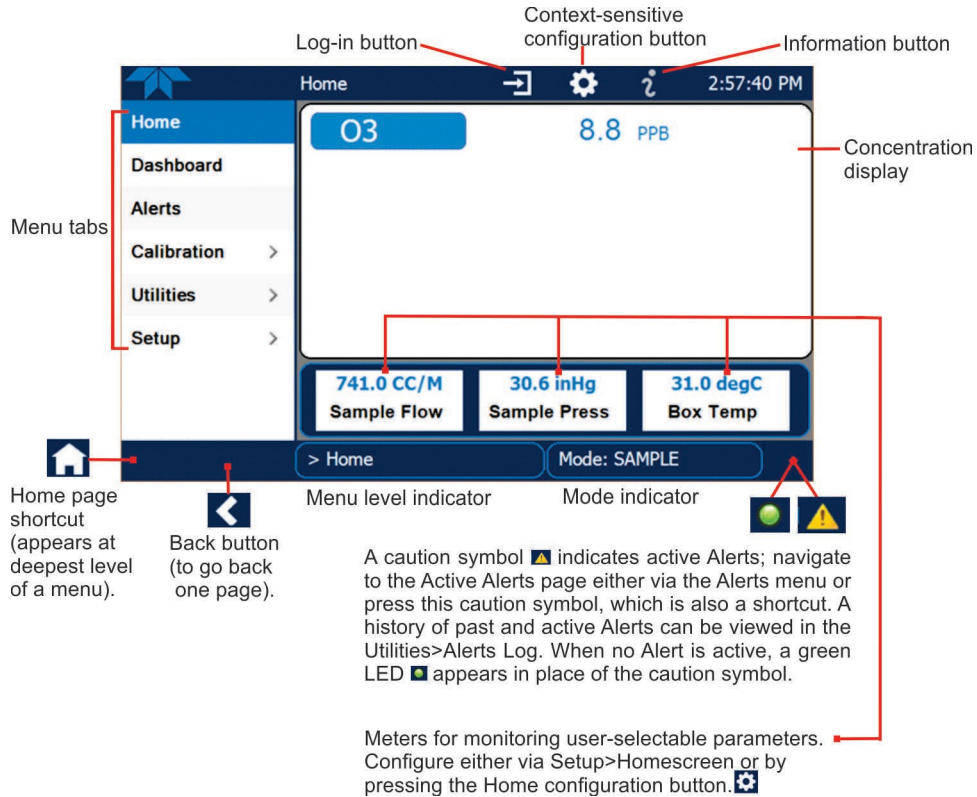 Context-sensitive
configuration button
Log-in button
Information button
Home
2:57:40 PM
Home
Dashboard
Alerts
Calibration >
Utilities >
Setup >
Menu tabs
O3 8.8 PPB
Concentration
display
741.0 CC/M
Sample Flow
30.6 inHg
Sample Press
31.0 degC
Box Temp
> Home
Mode: SAMPLE
Menu level indicator
Mode indicator
Home page
shortcut
(appears at
deepest level
of a menu).
Back button
(to go back
one page).
A caution symbol indicates active Alerts; navigate
to the Active Alerts page either via the Alerts menu or
press this caution symbol, which is also a shortcut. A
history of past and active Alerts can be viewed in the
Utilities>Alerts Log. When no Alert is active, a green
LED appears in place of the caution symbol.
Meters for monitoring user-selectable parameters.
Configure either via Setup>Homescreen or by
pressing the Home configuration button.